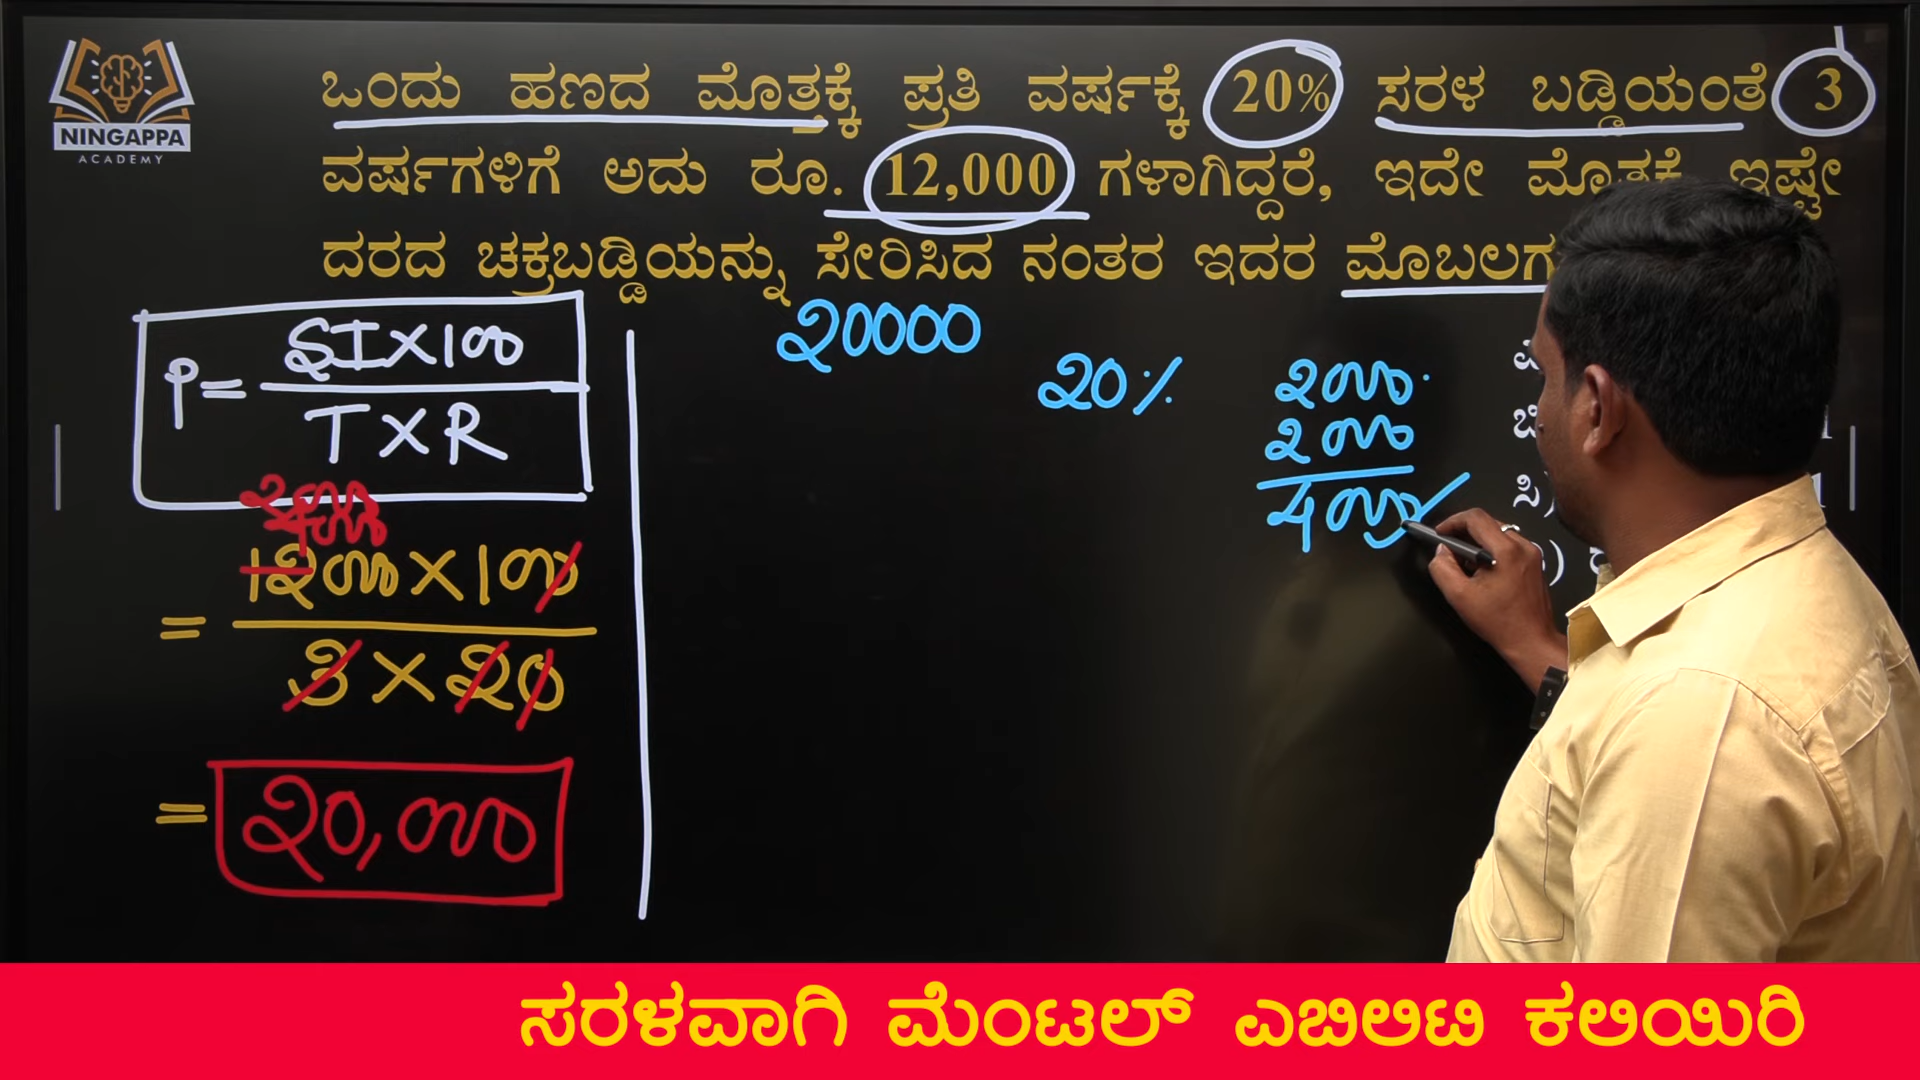 NINGAPPA
ACADEMY
ಒಂದು ಹಣದ ಮೊತ್ತಕ್ಕೆ ಪ್ರತಿ ವರ್ಷಕ್ಕೆ 20% ಸರಳ ಬಡ್ಡಿಯಂತೆ 3
ವರ್ಷಗಳಿಗೆ ಅದು ರೂ. 12,000 ಗಳಾಗಿದ್ದರೆ, ಇದೇ ಮೊತ್ತಕ್ಕೆ ಇಷ್ಟೇ
ದರದ ಚಕ್ರಬಡ್ಡಿಯನ್ನು ಸೇರಿಸಿದ ನಂತರ ಇದರ
P = SI×100
T×R
= 12000×100
3×20
= 20,000
20000
20%
2000
2000
4000
ಸಿ)
ಸರಳವಾಗಿ ಮೆಂಟಲ್ ಎಬಿಲಿಟಿ ಕಲಿಯಿರಿ